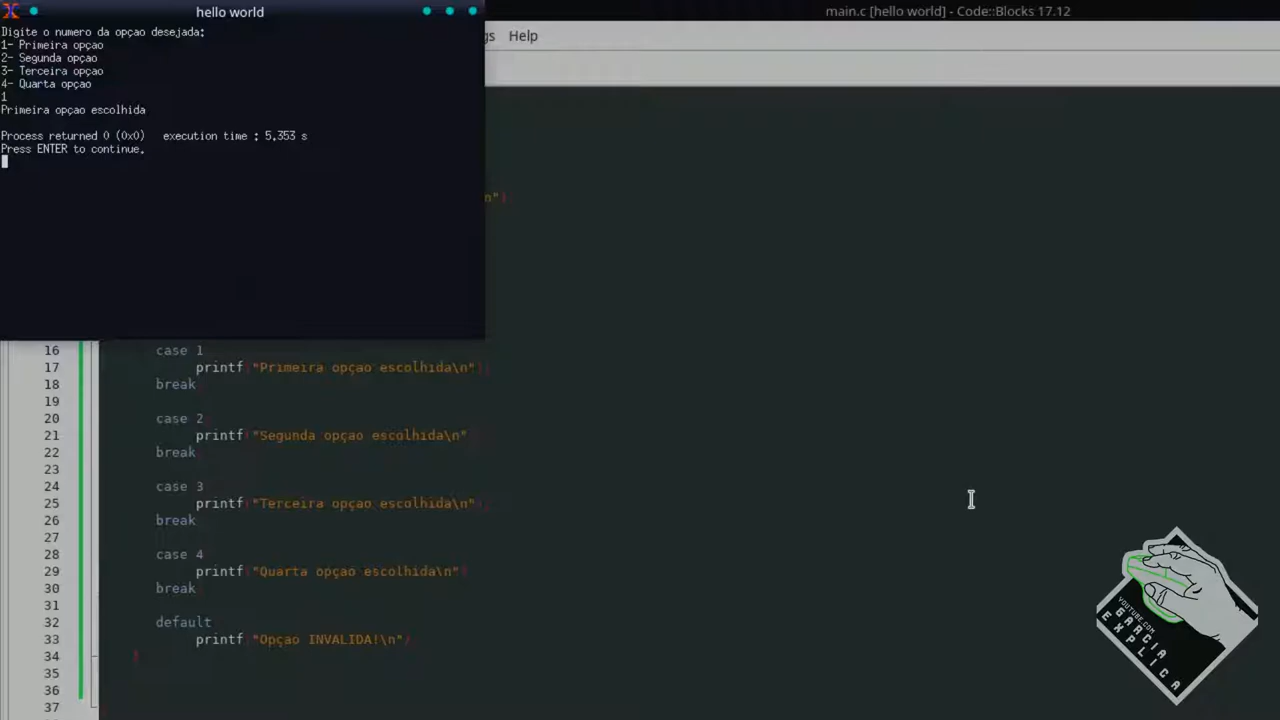 hello world
main.c [hello world] - Code::Blocks 17.12
gs Help
Digite o numero da opçao desejada:
1- Primeira opçao
2- Segunda opçao
3- Terceira opçao
4- Quarta opçao
1
Primeira opçao escolhida
Process returned 0 (0x0) execution time : 5,353 s
Press ENTER to continue.
n")
16 case 1
17 printf("Primeira opçao escolhida\n");
18 break
19
20 case 2
21 printf("Segunda opçao escolhida\n")
22 break
23
24 case 3
25 printf("Terceira opçao escolhida\n");
26 break
27
28 case 4
29 printf("Quarta opçao escolhida\n")
30 break
31
32 default
33 printf("Opçao INVALIDA!\n")
34 }
35
36
37
YOUTUBE.COM
GARCIA
EXPLICA